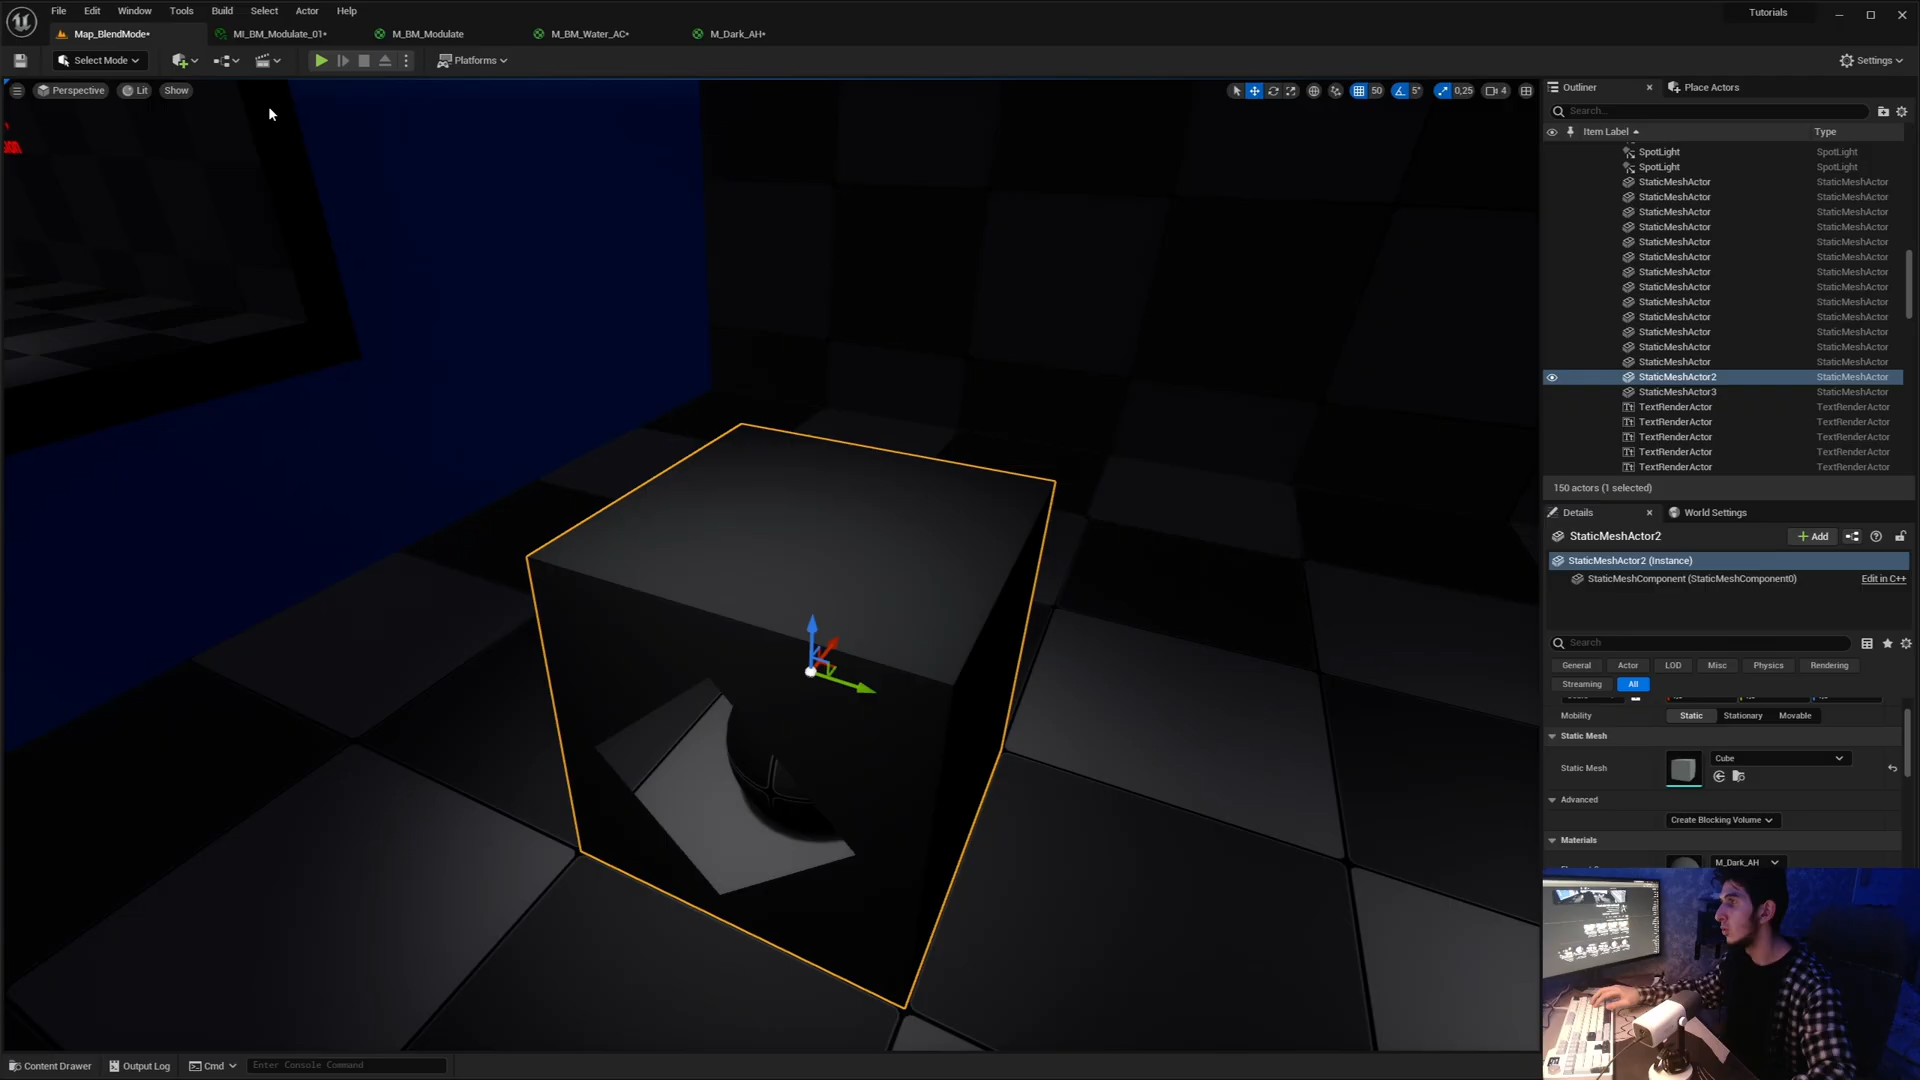 File Edit Window Tools Build Select Actor Help
Tutorials
Map_BlendMode•
MI_BM_Modulate_01•
M_BM_Modulate
M_BM_Water_AC•
M_Dark_AH•
Select Mode
Platforms
Settings
Perspective
Lit
Show
50
5°
0,25
4
Outliner
Place Actors
Search...
Item Label
Type
SpotLight SpotLight
SpotLight SpotLight
StaticMeshActor StaticMeshActor
StaticMeshActor StaticMeshActor
StaticMeshActor StaticMeshActor
StaticMeshActor StaticMeshActor
StaticMeshActor StaticMeshActor
StaticMeshActor StaticMeshActor
StaticMeshActor StaticMeshActor
StaticMeshActor StaticMeshActor
StaticMeshActor StaticMeshActor
StaticMeshActor StaticMeshActor
StaticMeshActor StaticMeshActor
StaticMeshActor StaticMeshActor
StaticMeshActor StaticMeshActor
StaticMeshActor2 StaticMeshActor
StaticMeshActor3 StaticMeshActor
TextRenderActor TextRenderActor
TextRenderActor TextRenderActor
TextRenderActor TextRenderActor
TextRenderActor TextRenderActor
TextRenderActor TextRenderActor
150 actors (1 selected)
Details
World Settings
StaticMeshActor2
Add
StaticMeshActor2 (Instance)
StaticMeshComponent (StaticMeshComponent0)
Edit in C++
Search
General Actor LOD Misc Physics Rendering
Streaming All
Mobility Static Stationary Movable
Static Mesh
Static Mesh
Cube
Advanced
Create Blocking Volume
Materials
M_Dark_AH
Content Drawer
Output Log
Cmd
Enter Console Command